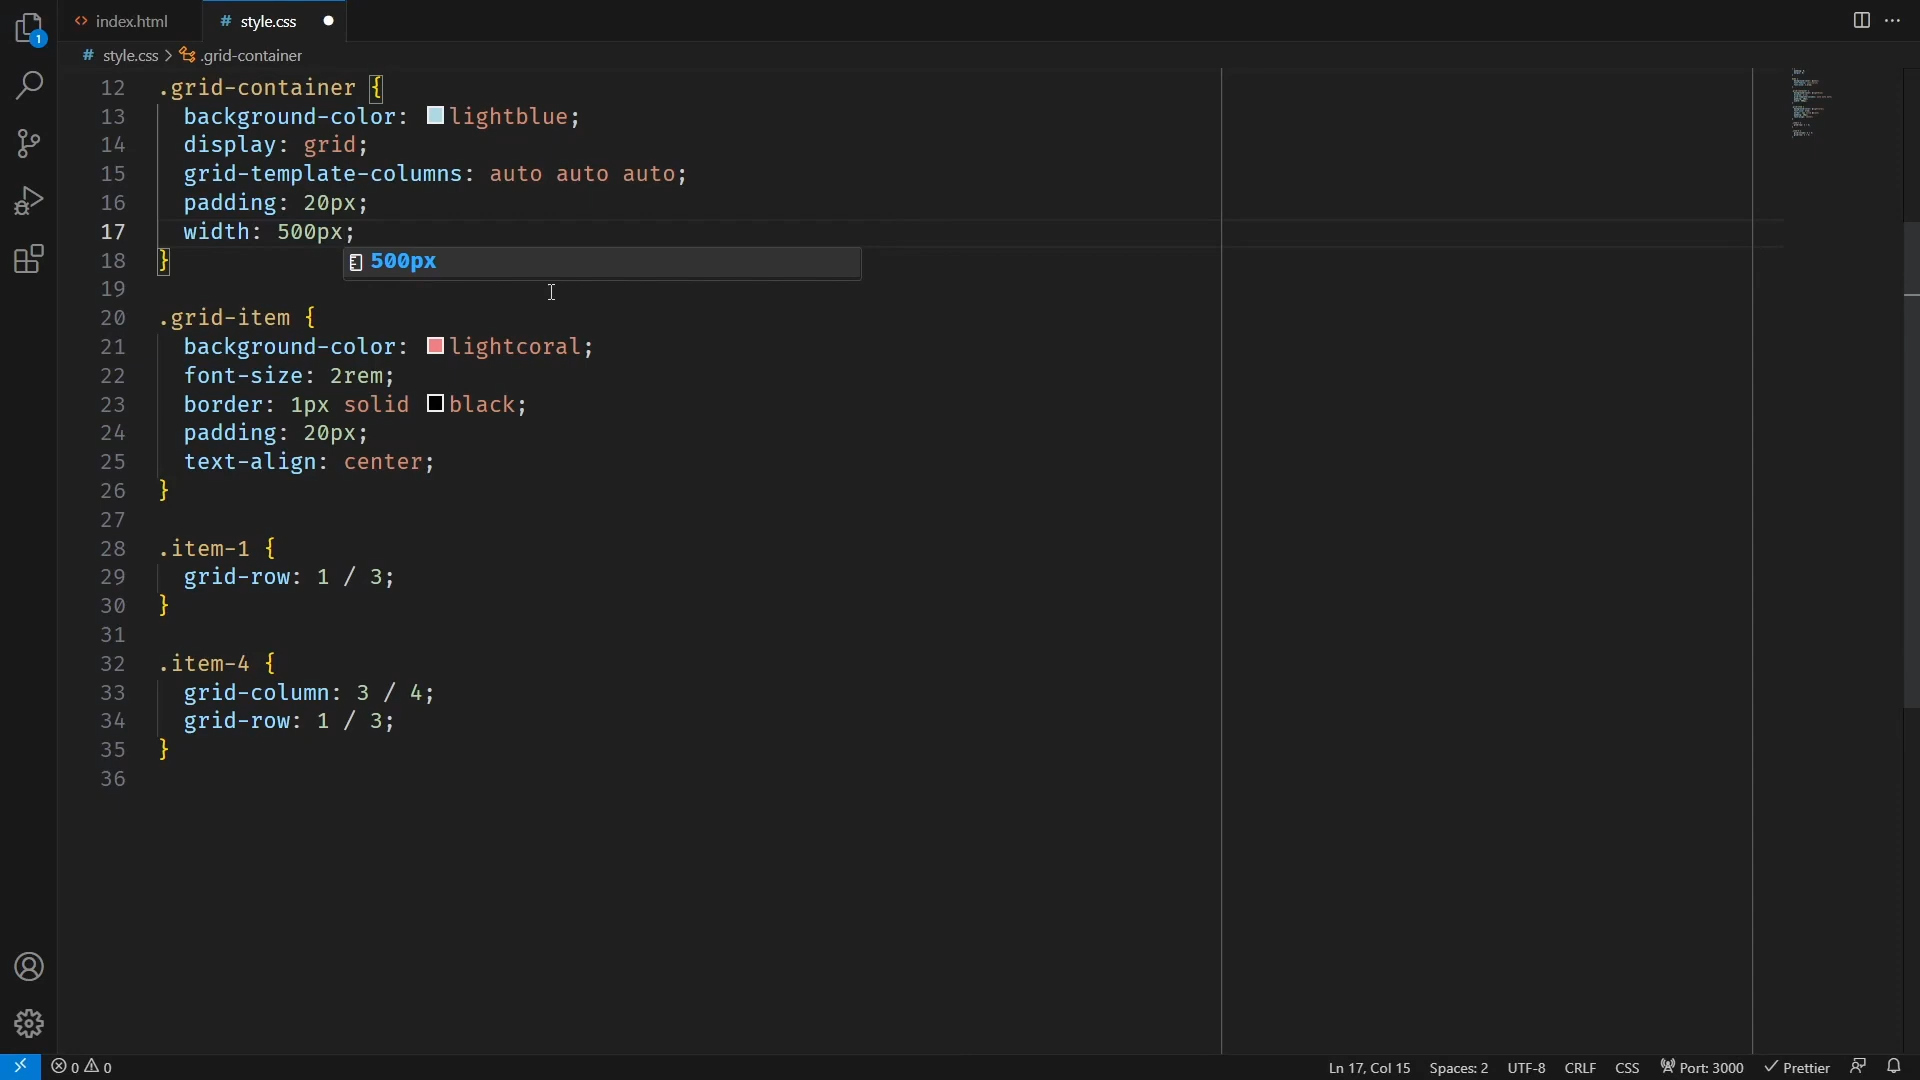 1
<> index.html # style.css
# style.css > .grid-container
12 .grid-container {
13 background-color: lightblue;
14 display: grid;
15 grid-template-columns: auto auto auto;
16 padding: 20px;
17 width: 500px;
18 }
500px
19
20 .grid-item {
21 background-color: lightcoral;
22 font-size: 2rem;
23 border: 1px solid black;
24 padding: 20px;
25 text-align: center;
26 }
27
28 .item-1 {
29 grid-row: 1 / 3;
30 }
31
32 .item-4 {
33 grid-column: 3 / 4;
34 grid-row: 1 / 3;
35 }
36
0 0 Ln 17, Col 15 Spaces: 2 UTF-8 CRLF CSS Port: 3000 Prettier